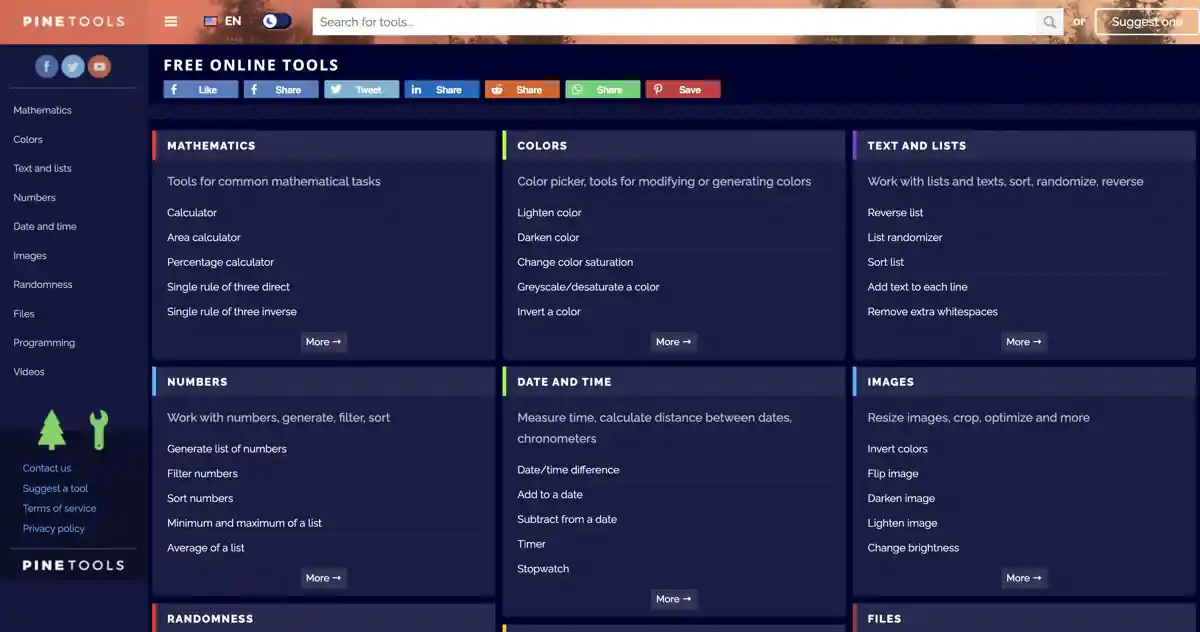 PINETOOLS
EN
Search for tools...
or
Suggest one
FREE ONLINE TOOLS
Like
Share
Tweet
Share
Share
Share
Save
Mathematics
Colors
Text and lists
Numbers
Date and time
Images
Randomness
Files
Programming
Videos
Contact us
Suggest a tool
Terms of service
Privacy policy
PINETOOLS
MATHEMATICS
Tools for common mathematical tasks
Calculator
Area calculator
Percentage calculator
Single rule of three direct
Single rule of three inverse
More →
COLORS
Color picker, tools for modifying or generating colors
Lighten color
Darken color
Change color saturation
Greyscale/desaturate a color
Invert a color
More →
TEXT AND LISTS
Work with lists and texts, sort, randomize, reverse
Reverse list
List randomizer
Sort list
Add text to each line
Remove extra whitespaces
More →
NUMBERS
Work with numbers, generate, filter, sort
Generate list of numbers
Filter numbers
Sort numbers
Minimum and maximum of a list
Average of a list
More →
DATE AND TIME
Measure time, calculate distance between dates,
chronometers
Date/time difference
Add to a date
Subtract from a date
Timer
Stopwatch
More →
IMAGES
Resize images, crop, optimize and more
Invert colors
Flip image
Darken image
Lighten image
Change brightness
More →
RANDOMNESS
FILES